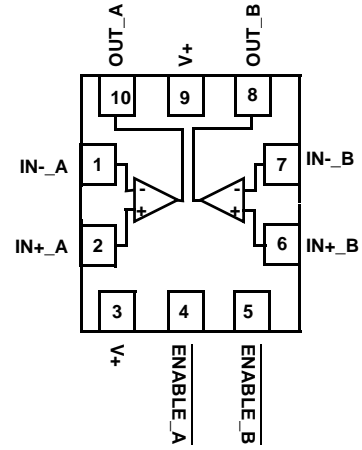 OUT_A
V+
OUT_B
10
9
8
IN-_A
1
-
+
-
+
7
IN-_B
IN+_A
2
6
IN+_B
3
4
5
V+
ENABLE_A
ENABLE_B